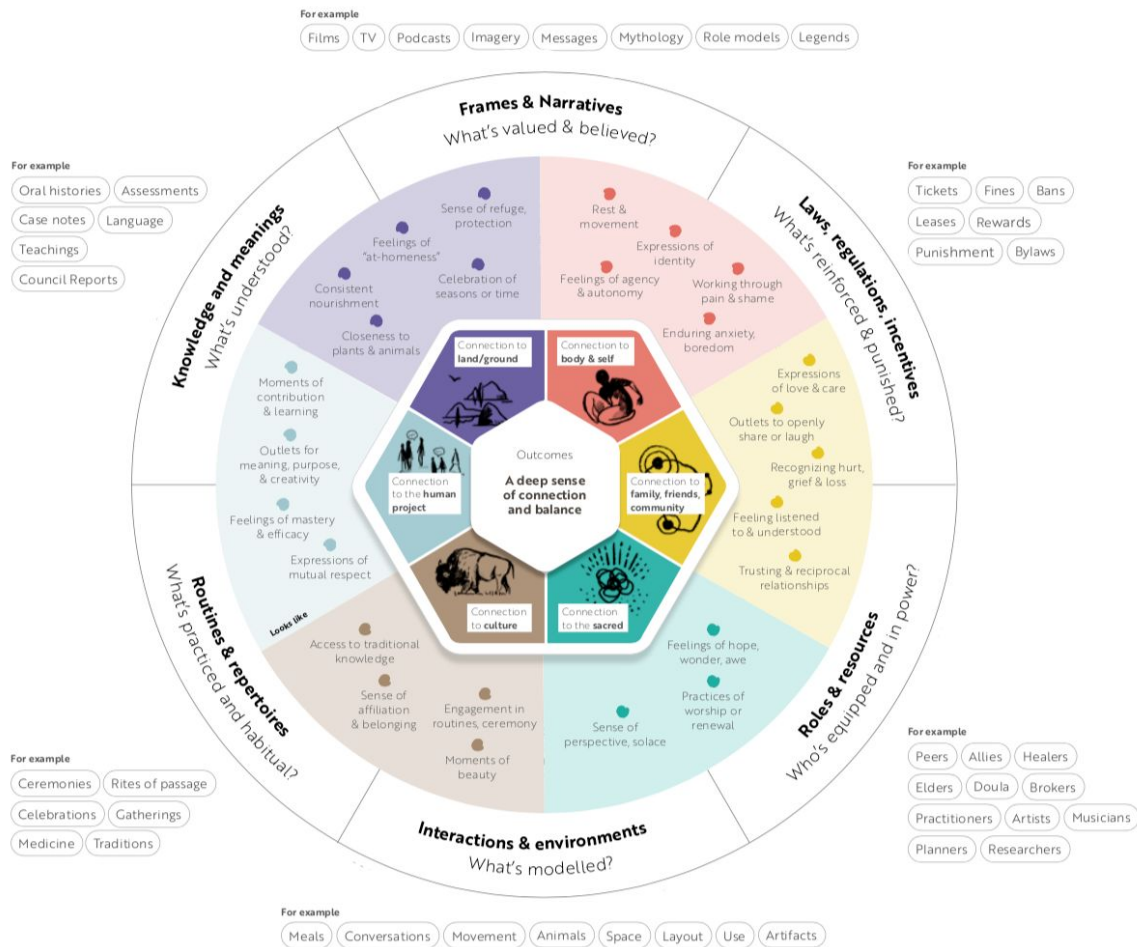 For example
Films TV Podcasts Imagery Messages Mythology Role models Legends
Frames & Narratives
What's valued & believed?
For example
Oral histories Assessments
Case notes Language
Teachings
Council Reports
Knowledge and meanings
What's understood?
For example
Tickets Fines Bans
Leases Rewards
Punishment Bylaws
Laws, regulations, incentives
What's reinforced & punished?
Sense of refuge,
protection
Feelings of
"at-homeness"
Celebration of
seasons or time
Consistent
nourishment
Closeness to
plants & animals
Rest &
movement
Expressions of
identity
Feelings of agency
& autonomy
Working through
pain & shame
Enduring anxiety,
boredom
Connection to
land/ground
Connection to
body & self
Moments of
contribution
& learning
Outlets for
meaning, purpose,
& creativity
Feelings of mastery
& efficacy
Expressions of
mutual respect
Connection
to the human
project
Outcomes
A deep sense
of connection
and balance
Connection to
family, friends,
community
Expressions
of love & care
Outlets to openly
share or laugh
Recognizing hurt,
grief & loss
Feeling listened
to & understood
Trusting & reciprocal
relationships
Connection
to culture
Connection
to the sacred
Looks like
Access to traditional
knowledge
Sense of
affiliation
& belonging
Engagement in
routines, ceremony
Moments of
beauty
Feelings of hope,
wonder, awe
Practices of
worship or
renewal
Sense of
perspective, solace
Routines & repertoires
What's practiced and habitual?
Roles & resources
Who's equipped and in power?
For example
Ceremonies Rites of passage
Celebrations Gatherings
Medicine Traditions
For example
Peers Allies Healers
Elders Doula Brokers
Practitioners Artists Musicians
Planners Researchers
Interactions & environments
What's modelled?
For example
Meals Conversations Movement Animals Space Layout Use Artifacts